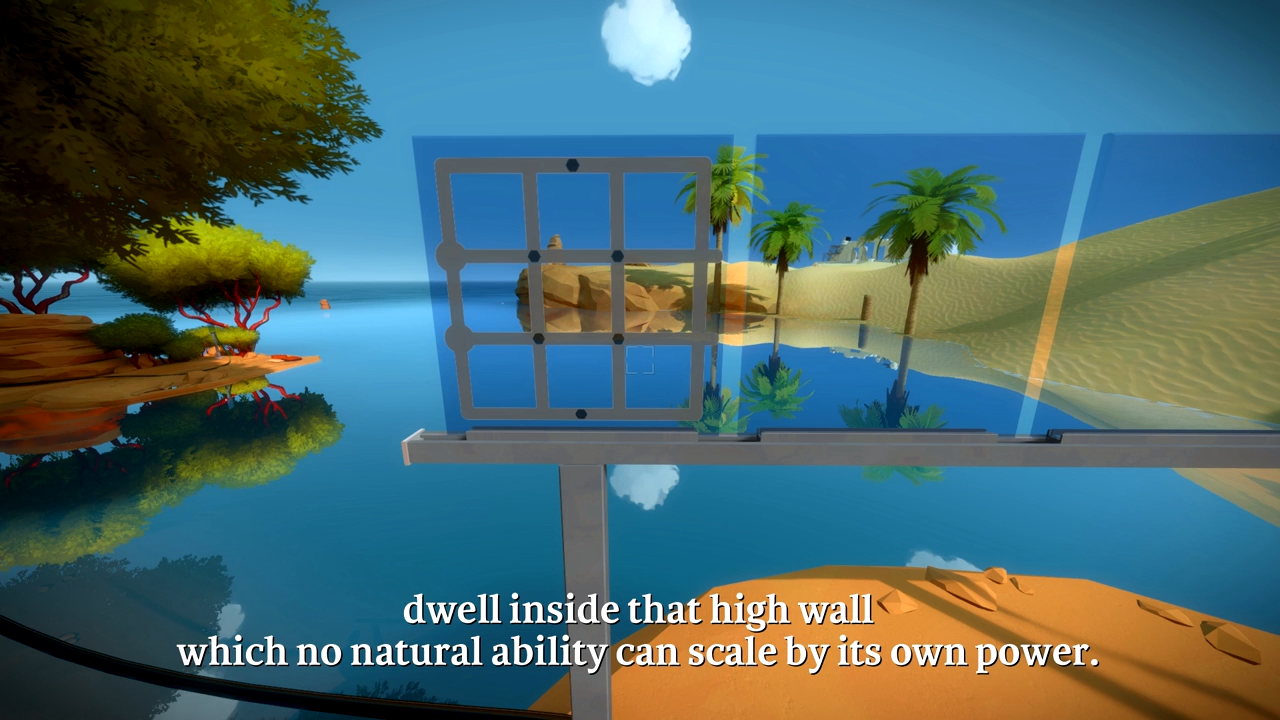 dwell inside that high wall
which no natural ability can scale by its own power.